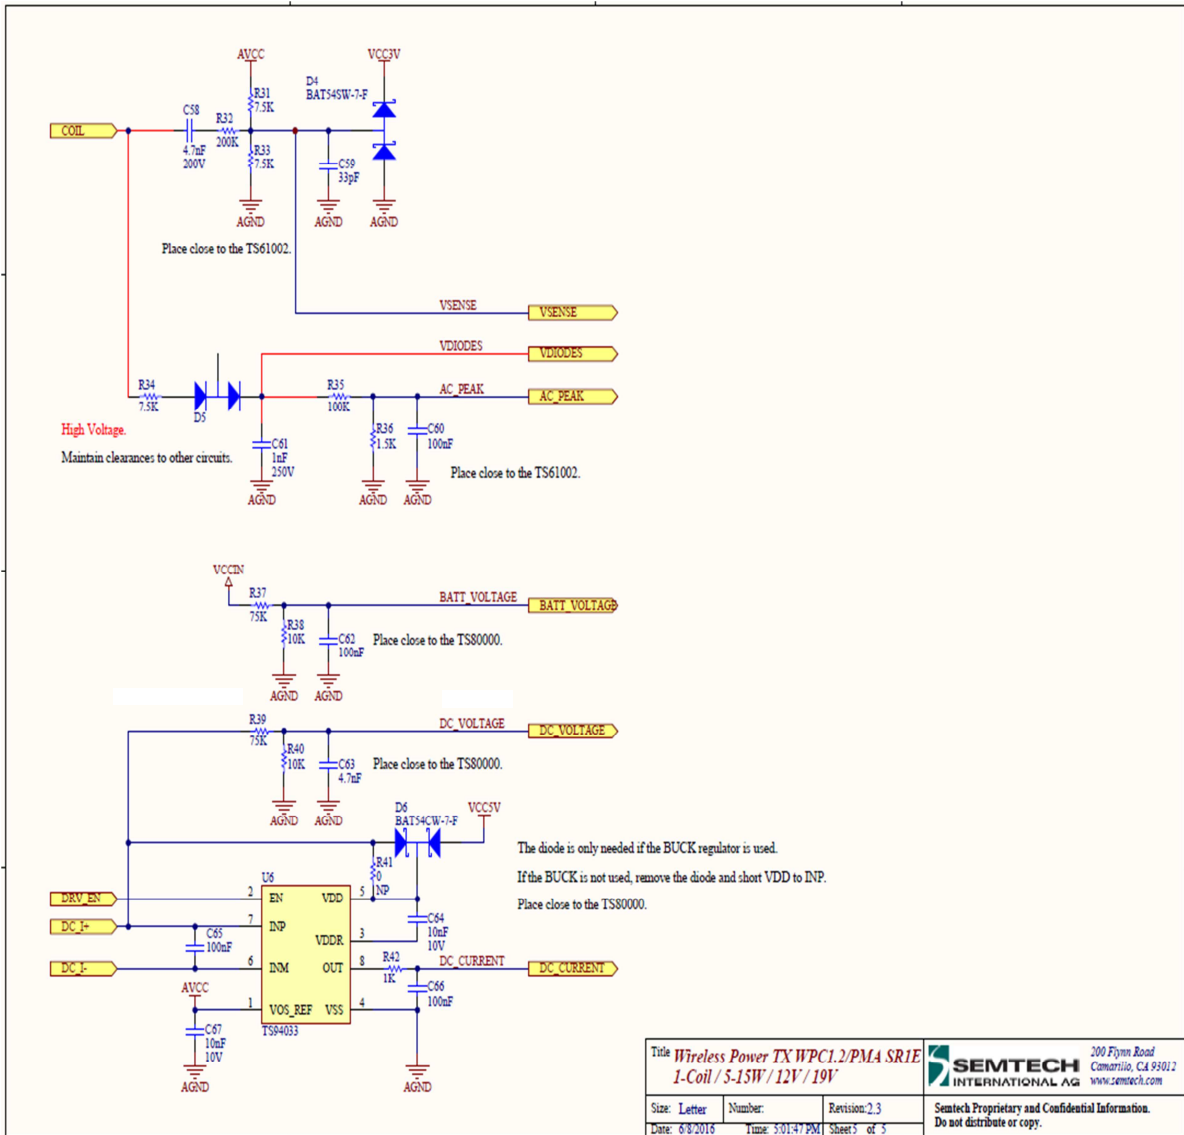 AVCC
VCC3V
D4
BAT54SW-7-F
R31
7.5K
C58
4.7nF
200V
R32
200K
COIL
R33
7.5K
C59
33pF
AGND
AGND
AGND
Place close to the TS61002.
VSENSE
VSENSE
VDIODES
VDIODES
R34
7.5K
D5
R35
100K
AC_PEAK
AC_PEAK
High Voltage.
Maintain clearances to other circuits.
C61
1nF
250V
R36
1.5K
C60
100nF
Place close to the TS61002.
AGND
AGND
AGND
VCCIN
R37
75K
BATT_VOLTAGE
BATT_VOLTAGE
R38
10K
C62
100nF
Place close to the TS80000.
AGND
AGND
R39
75K
DC_VOLTAGE
DC_VOLTAGE
R40
10K
C63
4.7nF
Place close to the TS80000.
AGND
AGND
D6
BAT54CW-7-F
VCC5V
R41
0
NP
The diode is only needed if the BUCK regulator is used.
If the BUCK is not used, remove the diode and short VDD to INP.
Place close to the TS80000.
U6
DRV_EN
2
EN
VDD
5
DC_I+
7
INP
C65
100nF
VDDR
3
C64
10nF
10V
DC_I-
6
INM
OUT
8
R42
1K
DC_CURRENT
DC_CURRENT
C66
100nF
AVCC
1
VOS_REF
VSS
4
TS94033
C67
10nF
10V
AGND
AGND
Title
Wireless Power TX WPC1.2/PMA SR1E
1-Coil / 5-15W / 12V / 19V
SEMTECH
INTERNATIONAL AG
200 Flynn Road
Camarillo, CA 93012
www.semtech.com
Size: Letter
Number:
Revision:2.3
Date: 6/8/2016
Time: 5:01:47 PM
Sheet5 of 5
Semtech Proprietary and Confidential Information.
Do not distribute or copy.